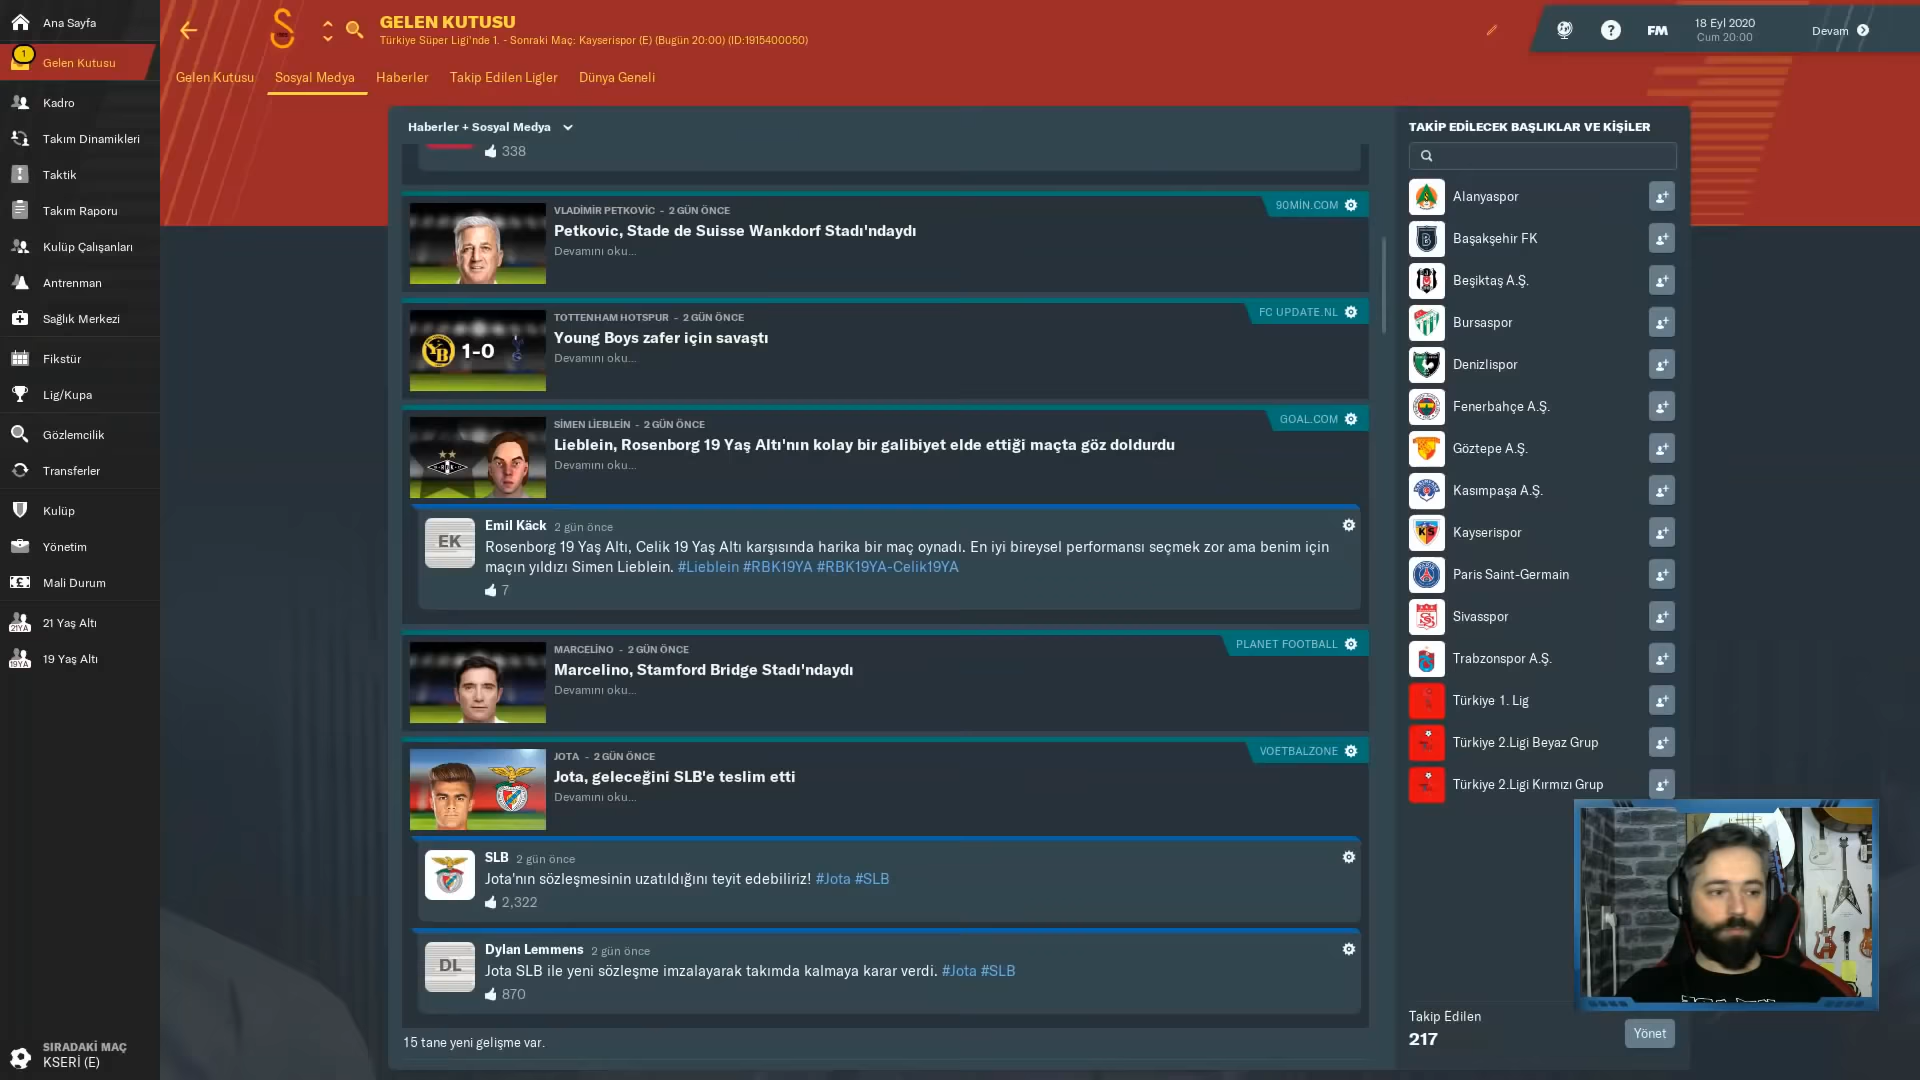 Ana Sayfa
1
Gelen Kutusu
Kadro
Takım Dinamikleri
Taktik
Takım Raporu
Kulüp Çalışanları
Antrenman
Sağlık Merkezi
Fikstür
Lig/Kupa
Gözlemcilik
Transferler
Kulüp
Yönetim
Mali Durum
21YA
21 Yaş Altı
19YA
19 Yaş Altı
SIRADAKİ MAÇ
KSERİ (E)
GELEN KUTUSU
Türkiye Süper Ligi'nde 1. - Sonraki Maç: Kayserispor (E) (Bugün 20:00) (ID:1915400050)
FM
18 Eyl 2020
Cum 20:00
Devam
Gelen Kutusu
Sosyal Medya
Haberler
Takip Edilen Ligler
Dünya Geneli
Haberler + Sosyal Medya
338
VLADİMİR PETKOVİC - 2 GÜN ÖNCE
90MİN.COM
Petkovic, Stade de Suisse Wankdorf Stadı'ndaydı
Devamını oku...
TOTTENHAM HOTSPUR - 2 GÜN ÖNCE
FC UPDATE.NL
1-0
Young Boys zafer için savaştı
Devamını oku...
SİMEN LİEBLEİN - 2 GÜN ÖNCE
GOAL.COM
Lieblein, Rosenborg 19 Yaş Altı'nın kolay bir galibiyet elde ettiği maçta göz doldurdu
Devamını oku...
EK
Emil Käck 2 gün önce
Rosenborg 19 Yaş Altı, Celik 19 Yaş Altı karşısında harika bir maç oynadı. En iyi bireysel performansı seçmek zor ama benim için
maçın yıldızı Simen Lieblein. #Lieblein #RBK19YA #RBK19YA-Celik19YA
7
MARCELİNO - 2 GÜN ÖNCE
PLANET FOOTBALL
Marcelino, Stamford Bridge Stadı'ndaydı
Devamını oku...
JOTA - 2 GÜN ÖNCE
VOETBALZONE
Jota, geleceğini SLB'e teslim etti
Devamını oku...
SLB 2 gün önce
Jota'nın sözleşmesinin uzatıldığını teyit edebiliriz! #Jota #SLB
2,322
DL
Dylan Lemmens 2 gün önce
Jota SLB ile yeni sözleşme imzalayarak takımda kalmaya karar verdi. #Jota #SLB
870
15 tane yeni gelişme var.
TAKİP EDİLECEK BAŞLIKLAR VE KİŞİLER
Alanyaspor
Başakşehir FK
Beşiktaş A.Ş.
Bursaspor
Denizlispor
Fenerbahçe A.Ş.
Göztepe A.Ş.
Kasımpaşa A.Ş.
Kayserispor
Paris Saint-Germain
Sivasspor
Trabzonspor A.Ş.
Türkiye 1. Lig
Türkiye 2.Ligi Beyaz Grup
Türkiye 2.Ligi Kırmızı Grup
Takip Edilen
217
Yönet